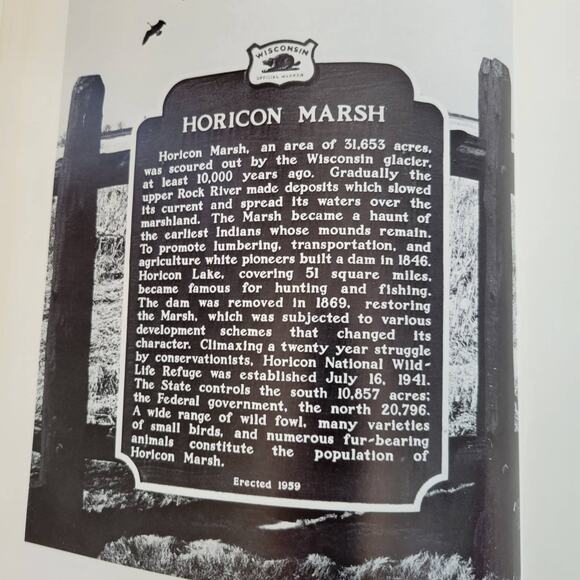 WISCONSIN
OFFICIAL MARKER
HORICON MARSH
Horicon Marsh, an area of 31,653 acres,
was scoured out by the Wisconsin glacier,
at least 10,000 years ago. Gradually the
upper Rock River made deposits which slowed
its current and spread its waters over the
marshland. The Marsh became a haunt of
the earliest Indians whose mounds remain.
To promote lumbering, transportation, and
agriculture white pioneers built a dam in 1846.
Horicon Lake, covering 51 square miles,
became famous for hunting and fishing.
The dam was removed in 1869, restoring
the Marsh, which was subjected to various
development schemes that changed its
character. Climaxing a twenty year struggle
by conservationists, Horicon National Wild-
Life Refuge was established July 16, 1941.
The State controls the south 10,857 acres;
the Federal government, the north 20,796.
A wide range of wild fowl, many varieties
of small birds, and numerous fur-bearing
animals constitute the population of
Horicon Marsh.
Erected 1959